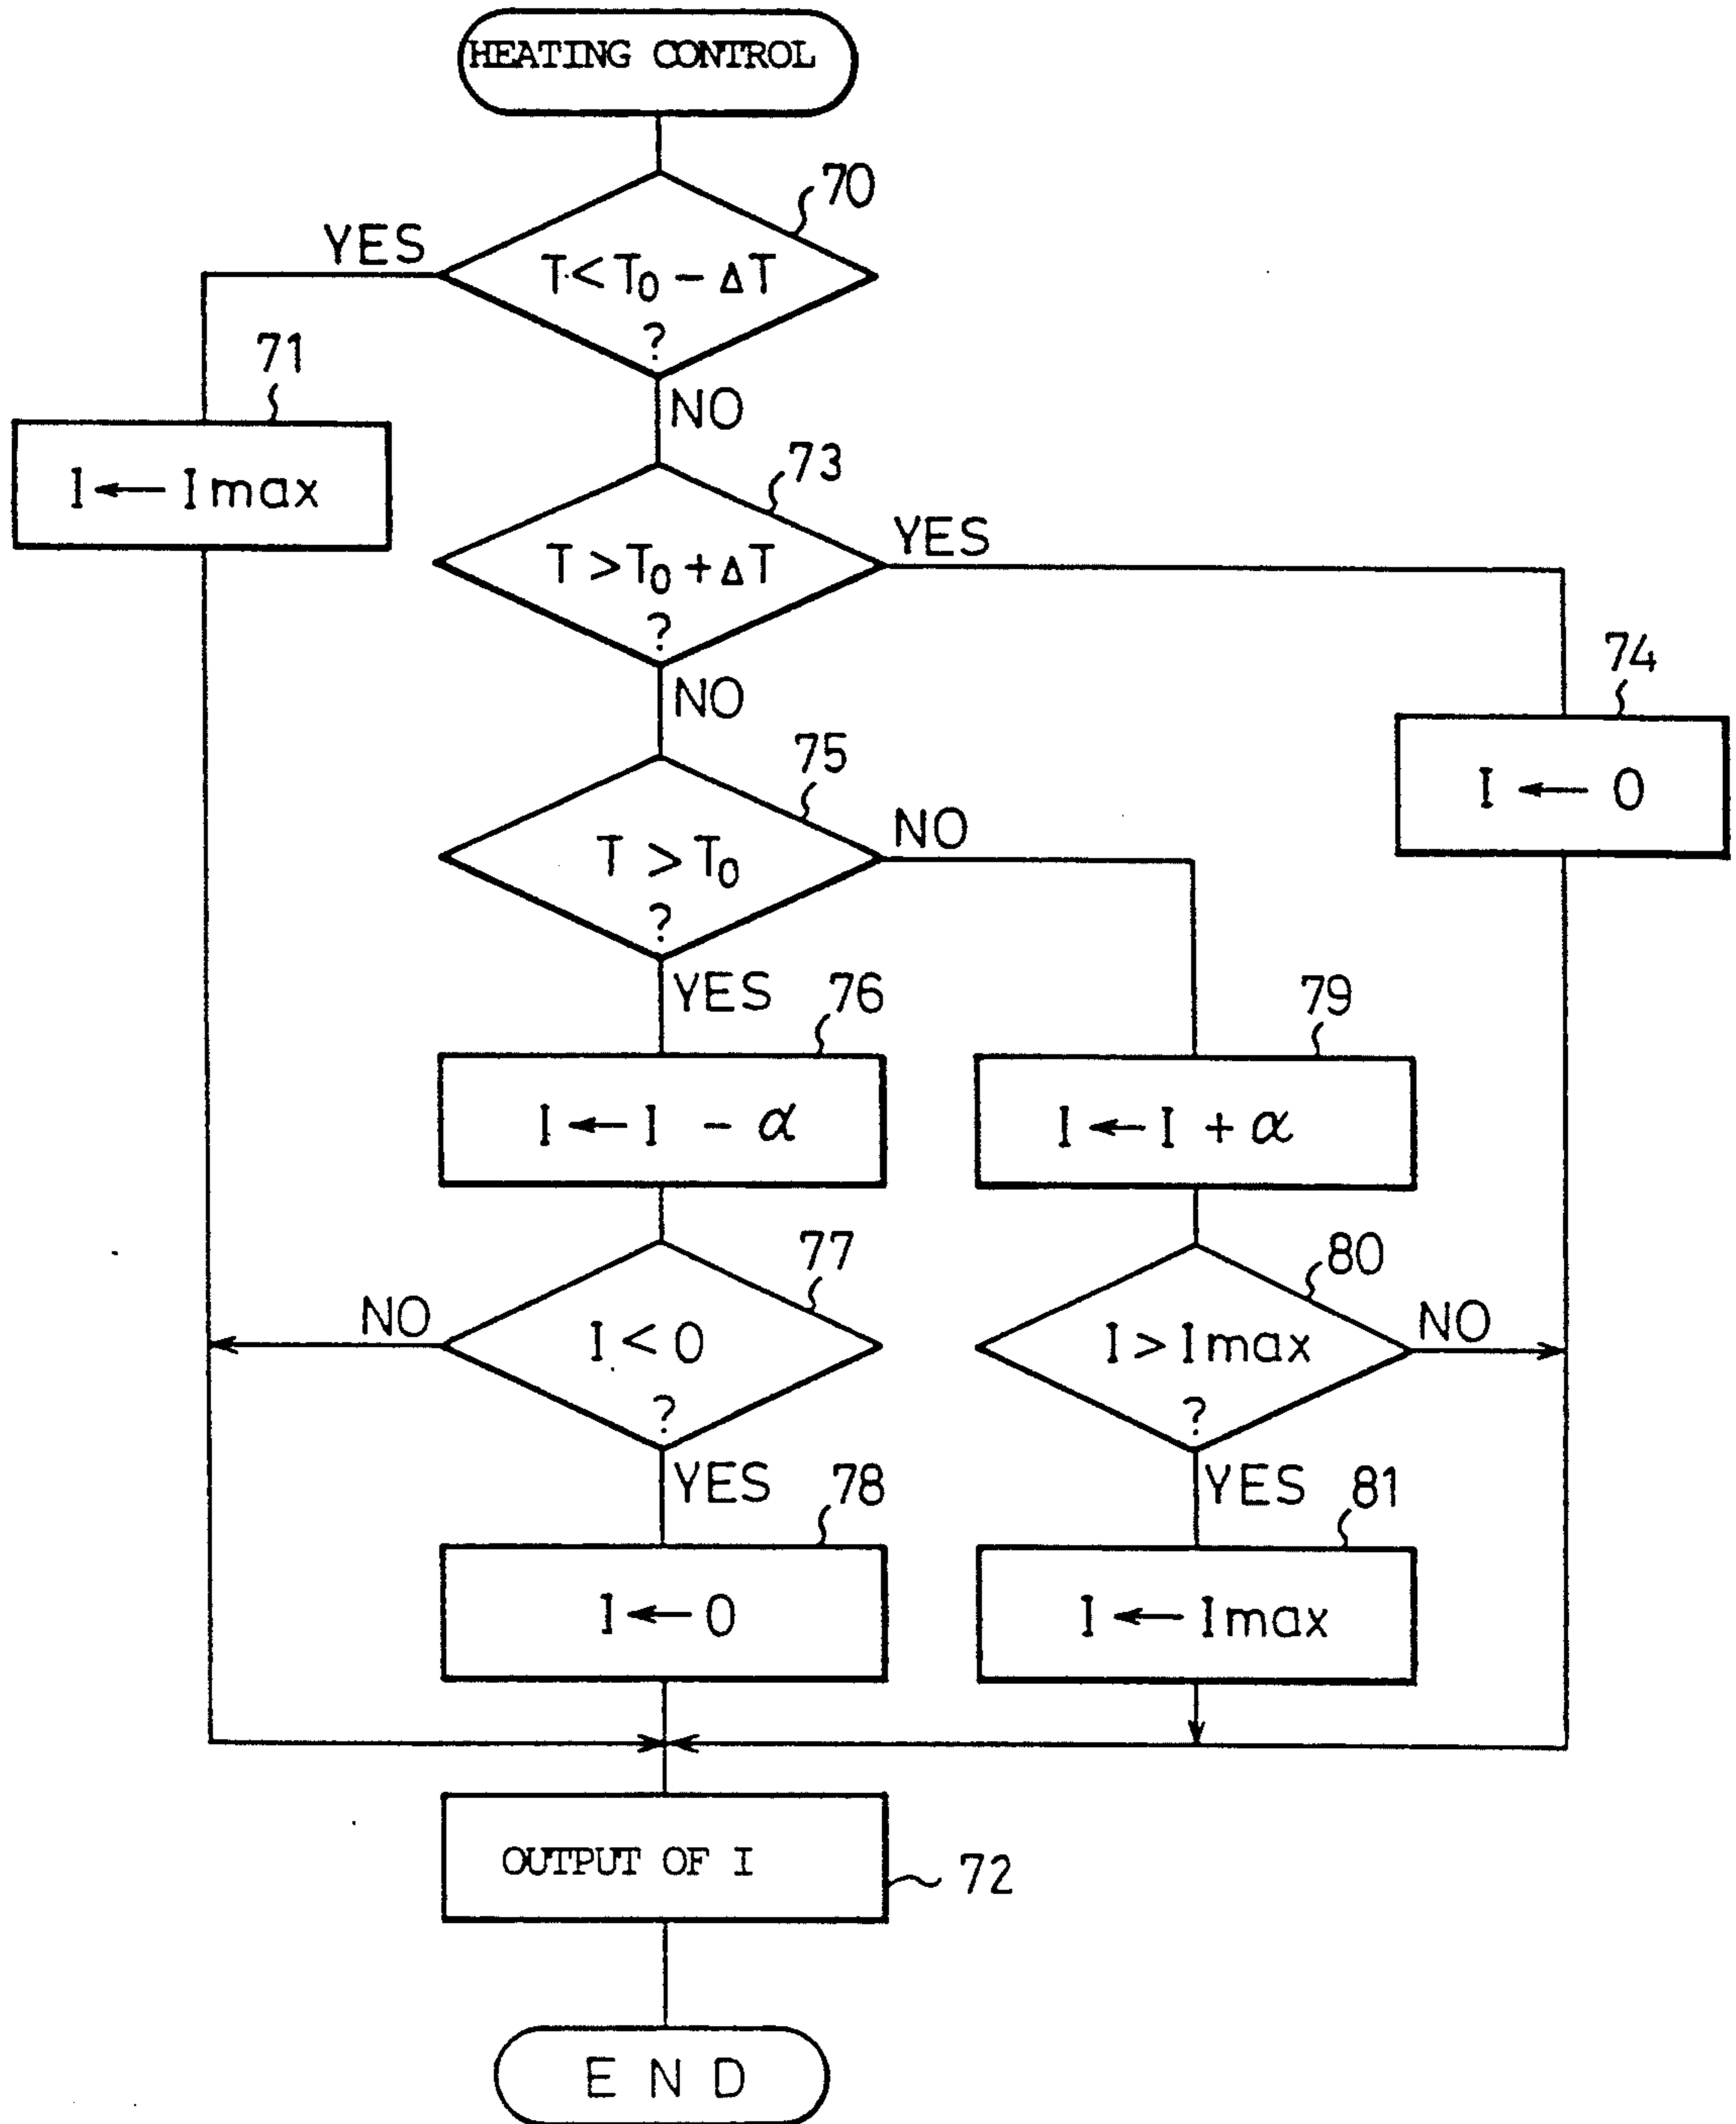 HEATING CONTROL
70
YES
T<T₀ − ΔT
?
71
NO
I ← Imax
73
YES
T>T₀+ΔT
?
74
NO
I ← 0
75
NO
T > T₀
?
YES
76
79
I ← I − α
I ← I + α
77
80
NO
I < 0
?
I > Imax
?
NO
YES
78
YES
81
I ← 0
I ← Imax
OUTPUT OF I
72
END